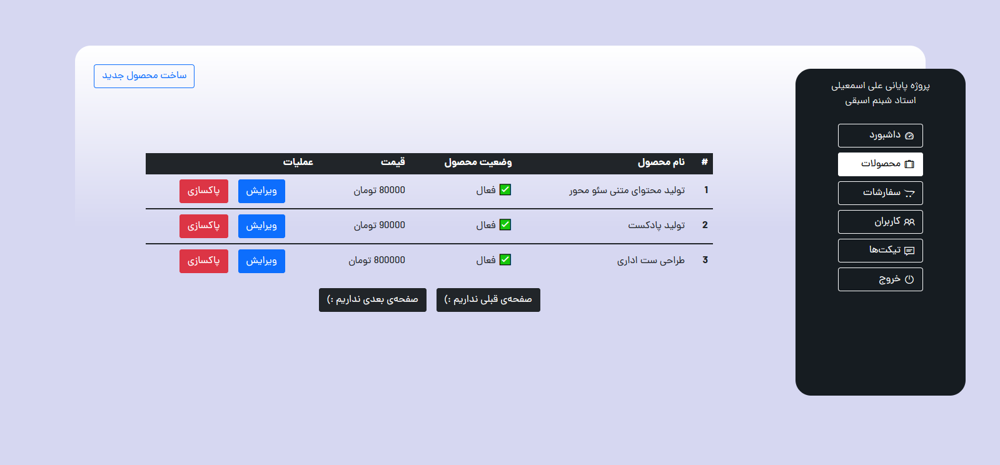 پروژه پایانی علی اسمعیلی
استاد شبنم اسبقی
داشبورد
محصولات
سفارشات
کاربران
تیکت‌ها
خروج
ساخت محصول جدید
# نام محصول وضعیت محصول قیمت عملیات
1 تولید محتوای متنی سئو محور ✅ فعال 80000 تومان ویرایش پاکسازی
2 تولید پادکست ✅ فعال 90000 تومان ویرایش پاکسازی
3 طراحی ست اداری ✅ فعال 800000 تومان ویرایش پاکسازی
صفحه‌ی قبلی نداریم :) صفحه‌ی بعدی نداریم :)